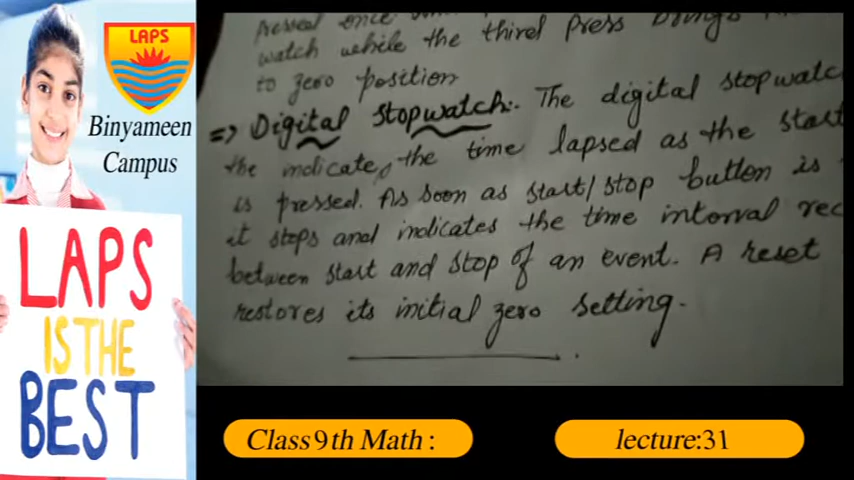 LAPS
Binyameen
Campus
LAPS
IS THE
BEST
pressed once
watch while the third press brings
to zero position
=> Digital stopwatch:. The digital stopwatc
the indicate, the time lapsed as the start
is pressed. As soon as start/stop button is
it stops and indicates the time interval rec
between start and stop of an event. A reset
restores its initial zero setting.
Class 9th Math :
lecture:31